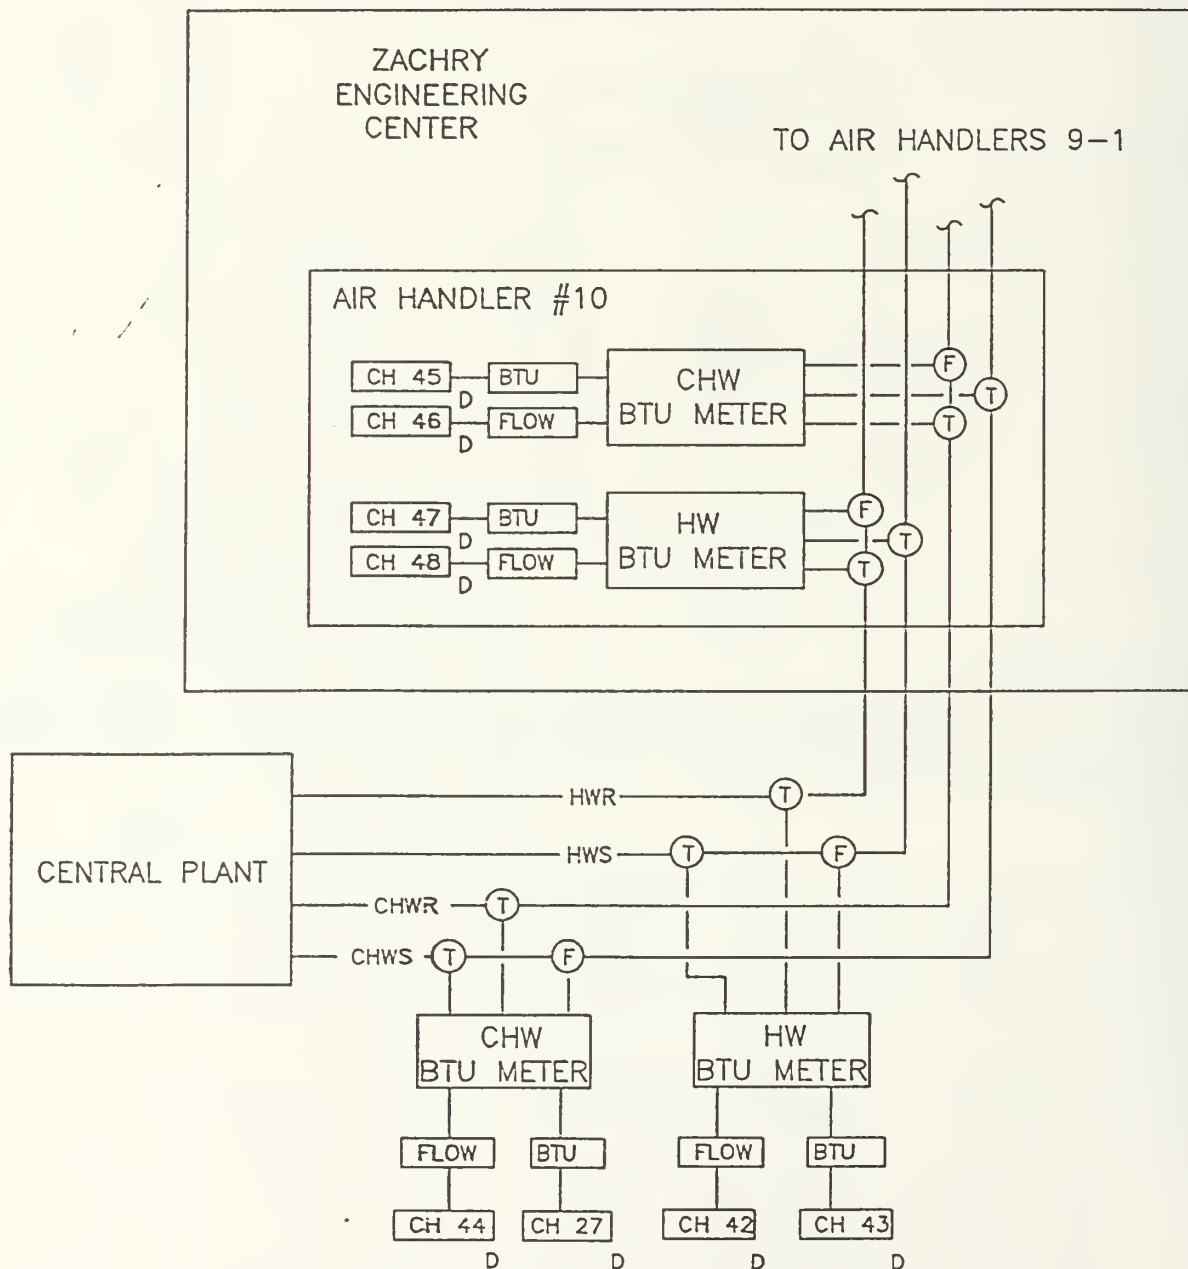 ZACHRY
ENGINEERING
CENTER
TO AIR HANDLERS 9-1
AIR HANDLER #10
CH 45
D
BTU
CH 46
D
FLOW
CHW
BTU METER
F
T
T
CH 47
D
BTU
CH 48
D
FLOW
HW
BTU METER
F
T
T
CENTRAL PLANT
HWR
T
HWS
T
F
CHWR
T
CHWS
T
F
CHW
BTU METER
HW
BTU METER
FLOW
BTU
FLOW
BTU
CH 44
CH 27
CH 42
CH 43
D
D
D
D